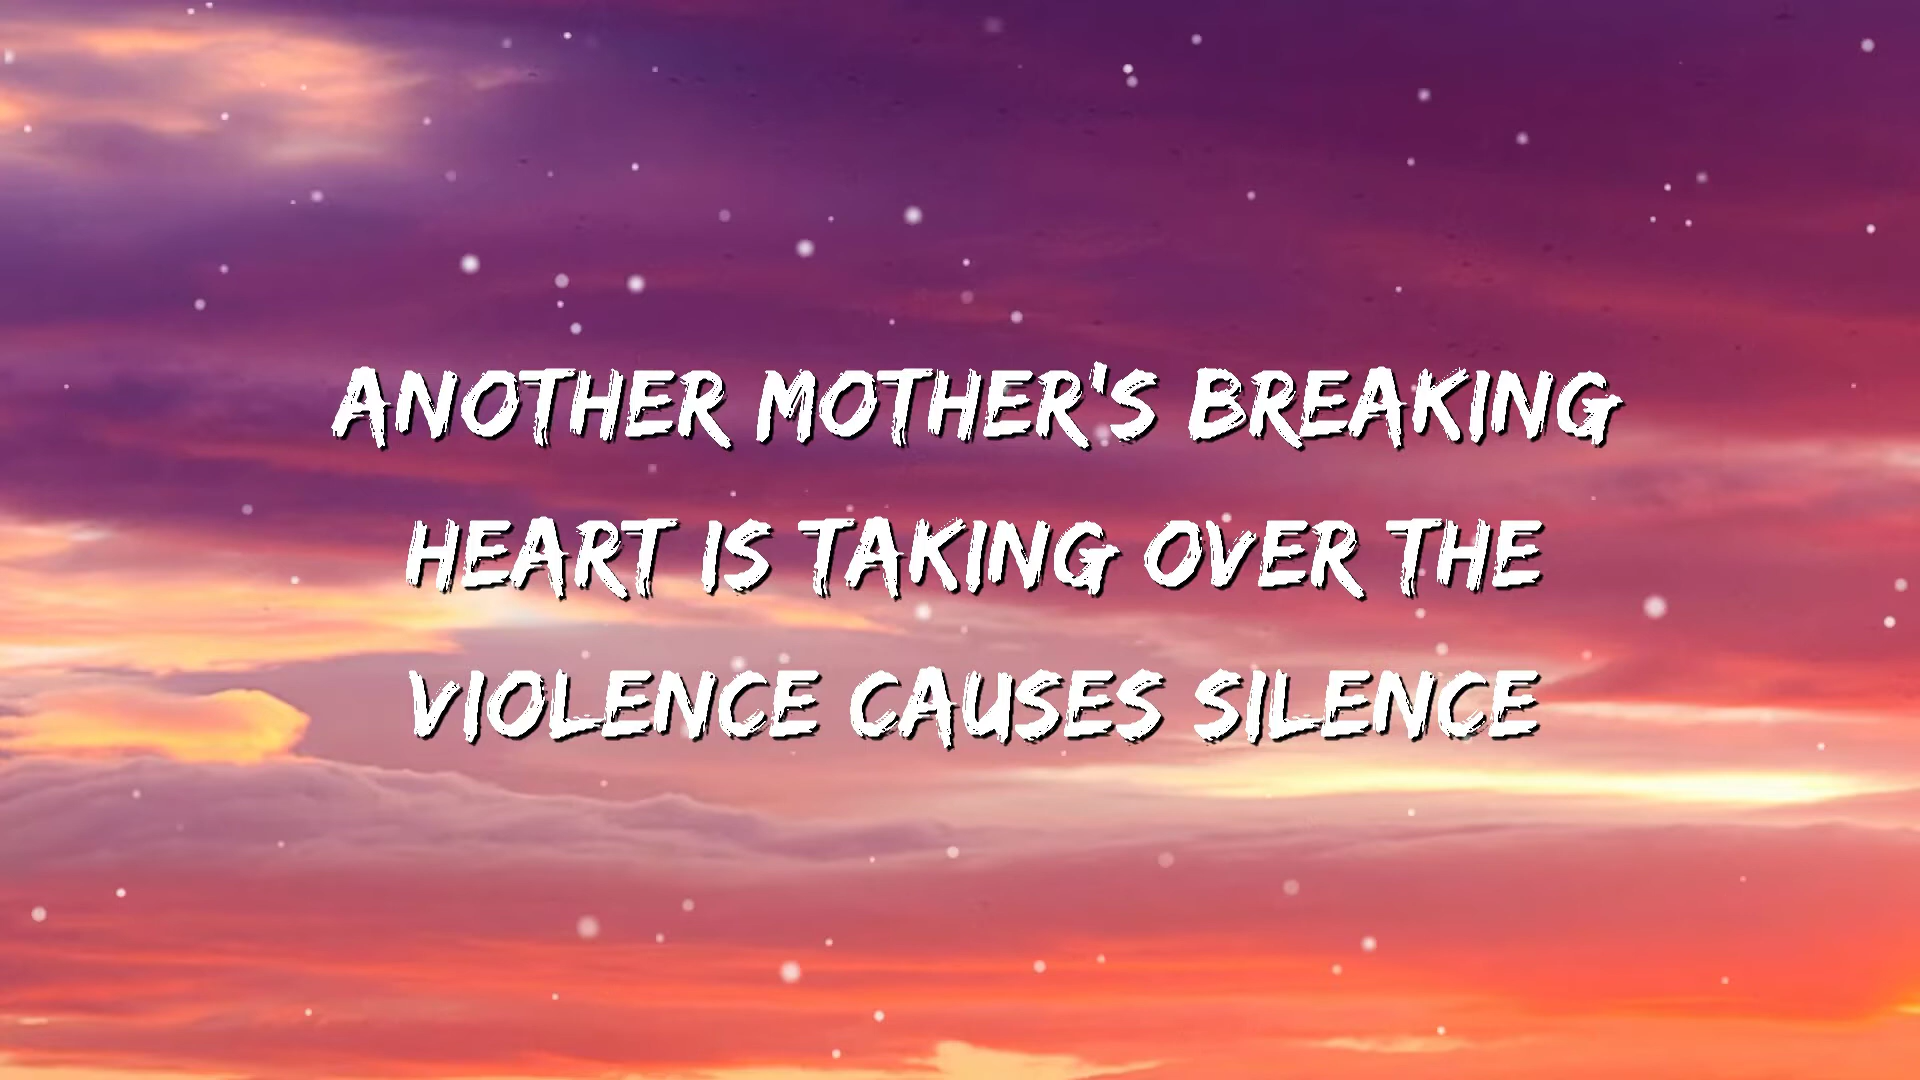 ANOTHER MOTHER'S BREAKING
HEART IS TAKING OVER THE
VIOLENCE CAUSES SILENCE